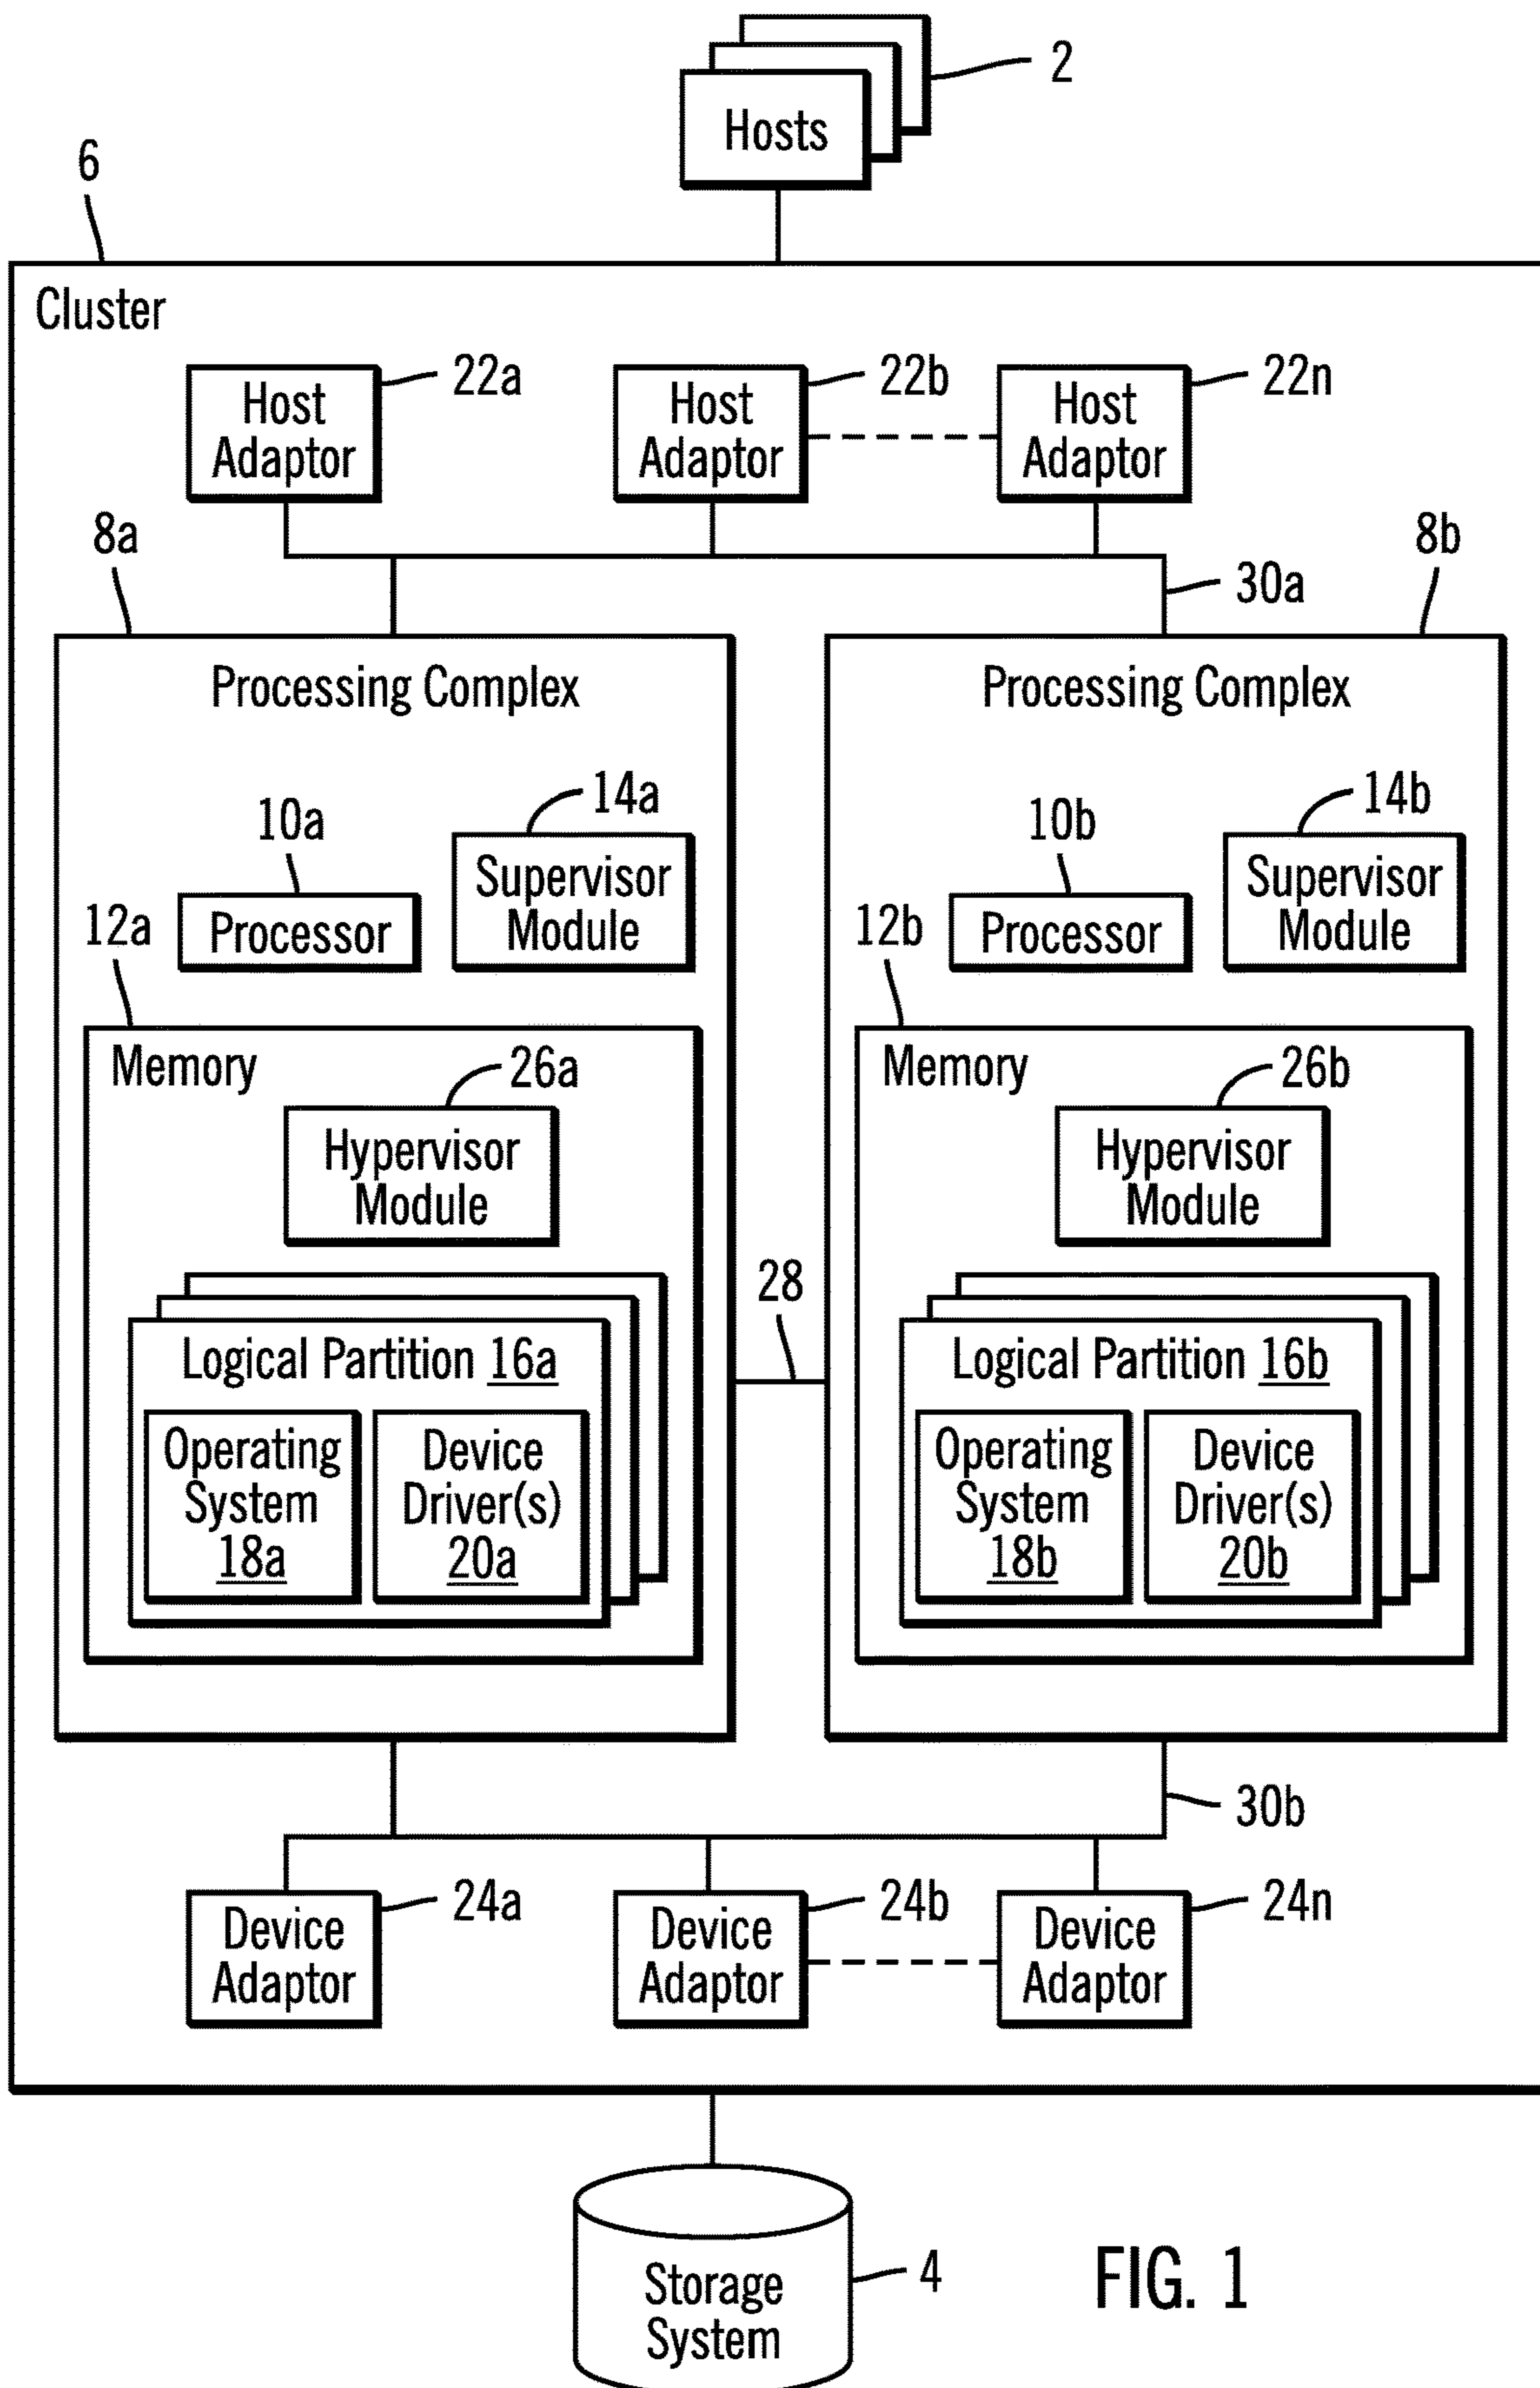 2
Hosts
6
Cluster
22a
22b
22n
Host
Adaptor
Host
Adaptor
Host
Adaptor
8a
8b
30a
Processing Complex
14a
10a
Supervisor
Module
12a
Processor
Memory
26a
Hypervisor
Module
Logical Partition 16a
Operating
System
18a
Device
Driver(s)
20a
28
Processing Complex
14b
10b
Supervisor
Module
12b
Processor
Memory
26b
Hypervisor
Module
Logical Partition 16b
Operating
System
18b
Device
Driver(s)
20b
30b
24a
24b
24n
Device
Adaptor
Device
Adaptor
Device
Adaptor
4
Storage
System
FIG. 1